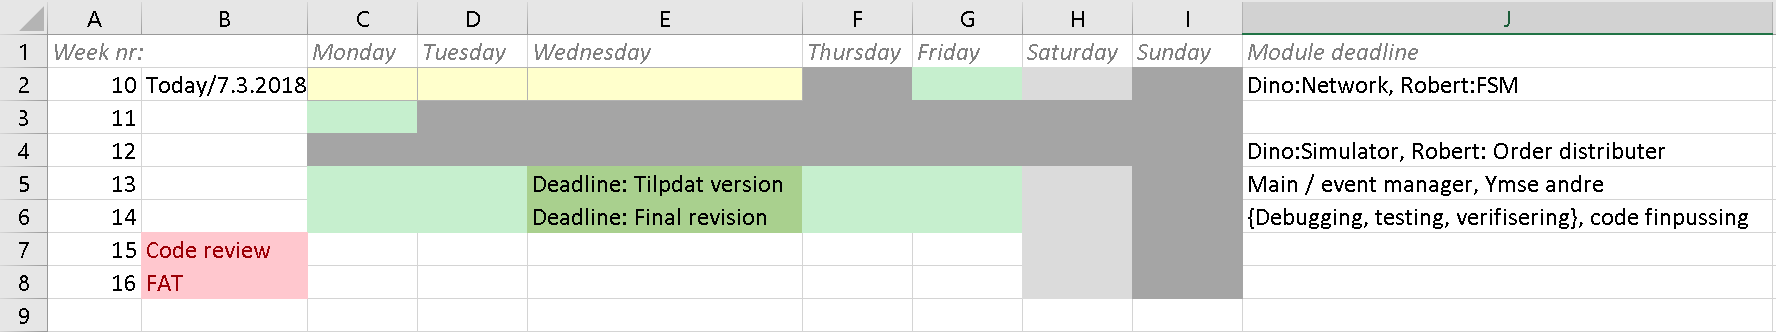 A B C D E F G H I J
1 Week nr: Monday Tuesday Wednesday Thursday Friday Saturday Sunday Module deadline
2 10 Today/7.3.2018 Dino:Network, Robert:FSM
3 11
4 12 Dino:Simulator, Robert: Order distributer
5 13 Deadline: Tilpdat version Main / event manager, Ymse andre
6 14 Deadline: Final revision {Debugging, testing, verifisering}, code finpussing
7 15 Code review
8 16 FAT
9